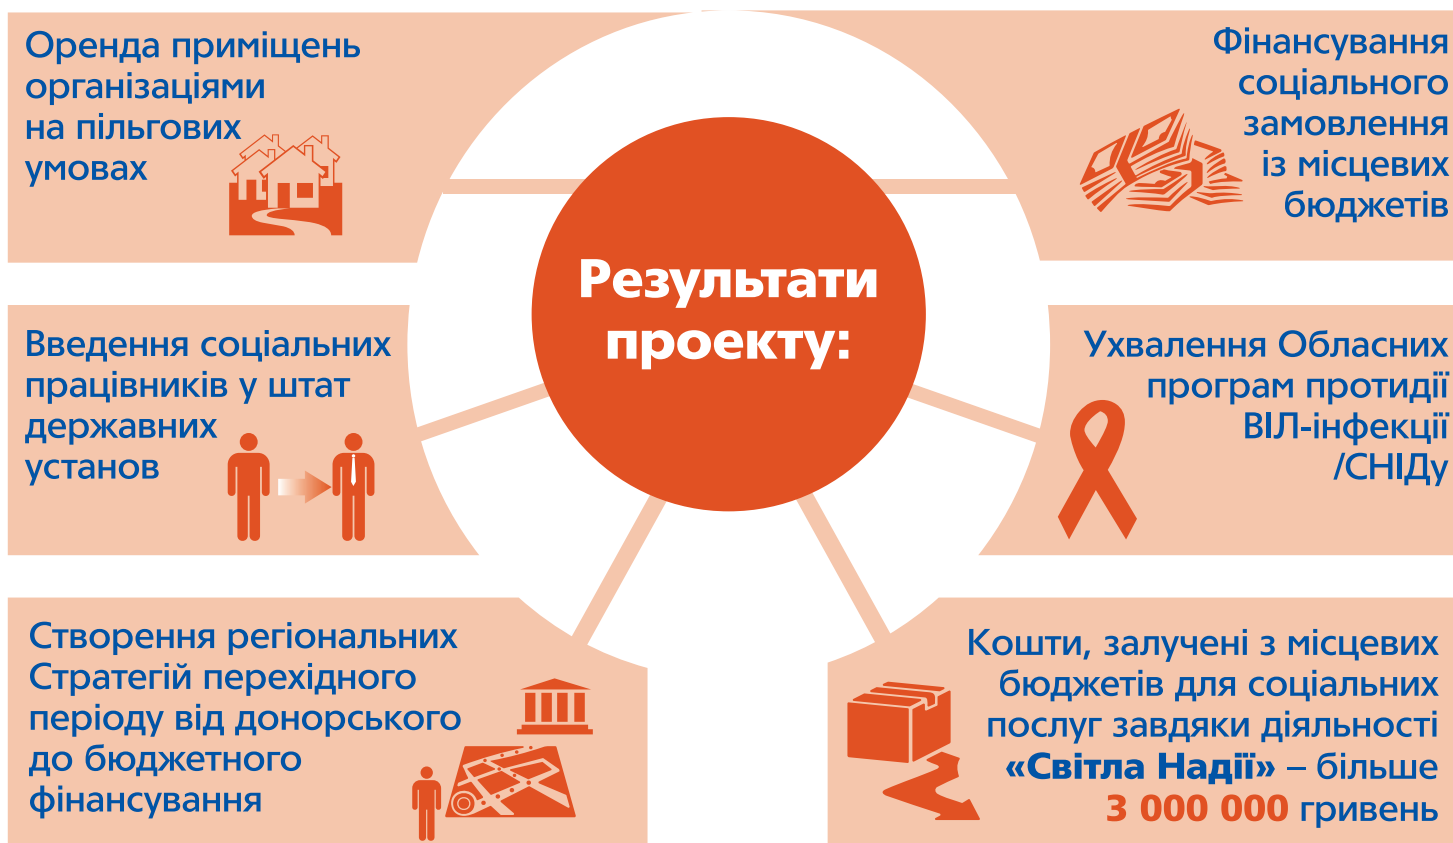 Оренда приміщень
організаціями
на пільгових
умовах
Фінансування
соціального
замовлення
із місцевих
бюджетів
Результати
проекту:
Введення соціальних
працівників у штат
державних
установ
Ухвалення Обласних
програм протидії
ВІЛ-інфекції
/СНІДу
Створення регіональних
Стратегій перехідного
періоду від донорського
до бюджетного
фінансування
Кошти, залучені з місцевих
бюджетів для соціальних
послуг завдяки діяльності
«Світла Надії» – більше
3 000 000 гривень